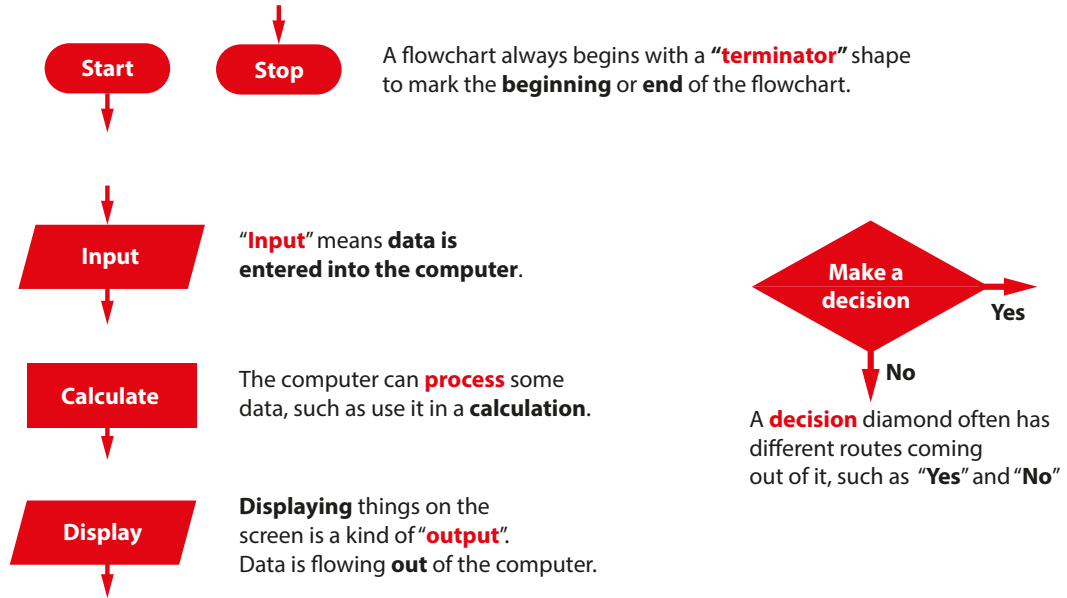 Start
Stop
A flowchart always begins with a “terminator” shape
to mark the beginning or end of the flowchart.
Input
“Input” means data is
entered into the computer.
Calculate
The computer can process some
data, such as use it in a calculation.
Display
Displaying things on the
screen is a kind of “output”.
Data is flowing out of the computer.
Make a
decision
Yes
No
A decision diamond often has
different routes coming
out of it, such as “Yes” and “No”